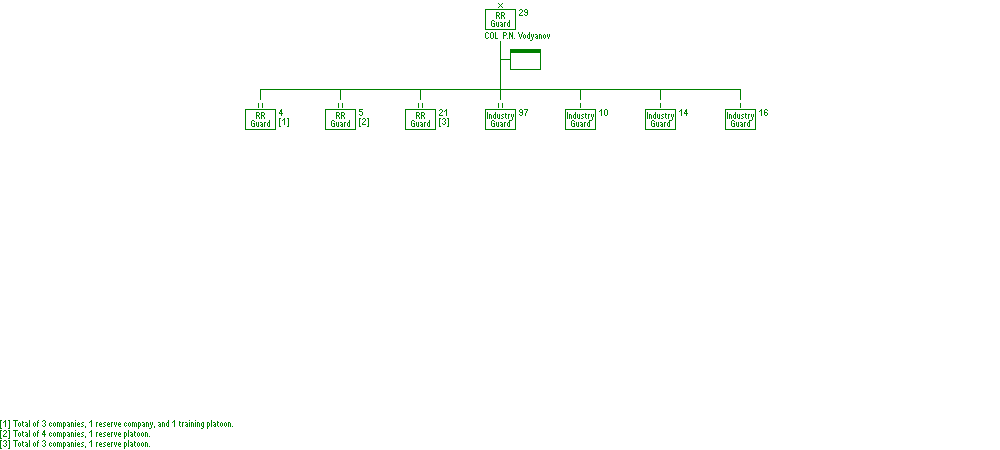 RR
Guard
29
COL P.N. Vodyanov
RR
Guard
4
[1]
RR
Guard
5
[2]
RR
Guard
21
[3]
Industry
Guard
97
Industry
Guard
10
Industry
Guard
14
Industry
Guard
16
[1] Total of 3 companies, 1 reserve company, and 1 training platoon.
[2] Total of 4 companies, 1 reserve platoon.
[3] Total of 3 companies, 1 reserve platoon.